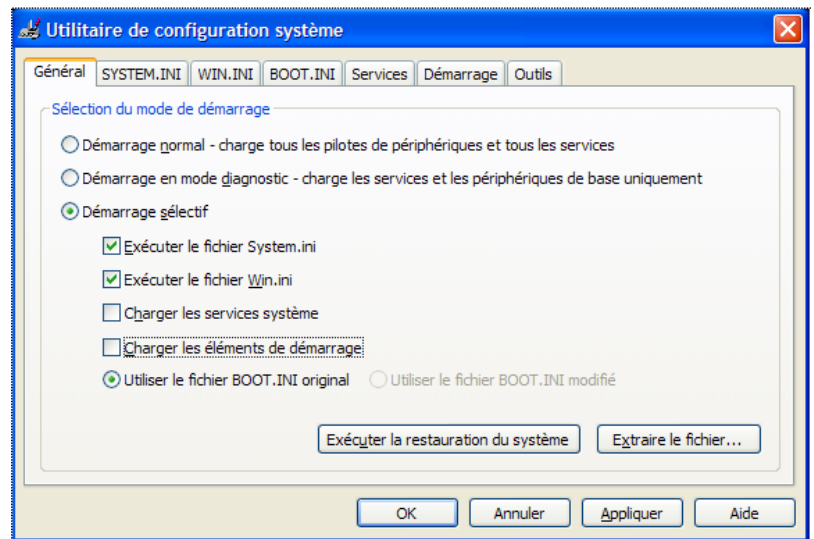 Utilitaire de configuration système
Général SYSTEM.INI WIN.INI BOOT.INI Services Démarrage Outils
Sélection du mode de démarrage
Démarrage normal - charge tous les pilotes de périphériques et tous les services
Démarrage en mode diagnostic - charge les services et les périphériques de base uniquement
Démarrage sélectif
Exécuter le fichier System.ini
Exécuter le fichier Win.ini
Charger les services système
Charger les éléments de démarrage
Utiliser le fichier BOOT.INI original Utiliser le fichier BOOT.INI modifié
Exécuter la restauration du système Extraire le fichier...
OK Annuler Appliquer Aide